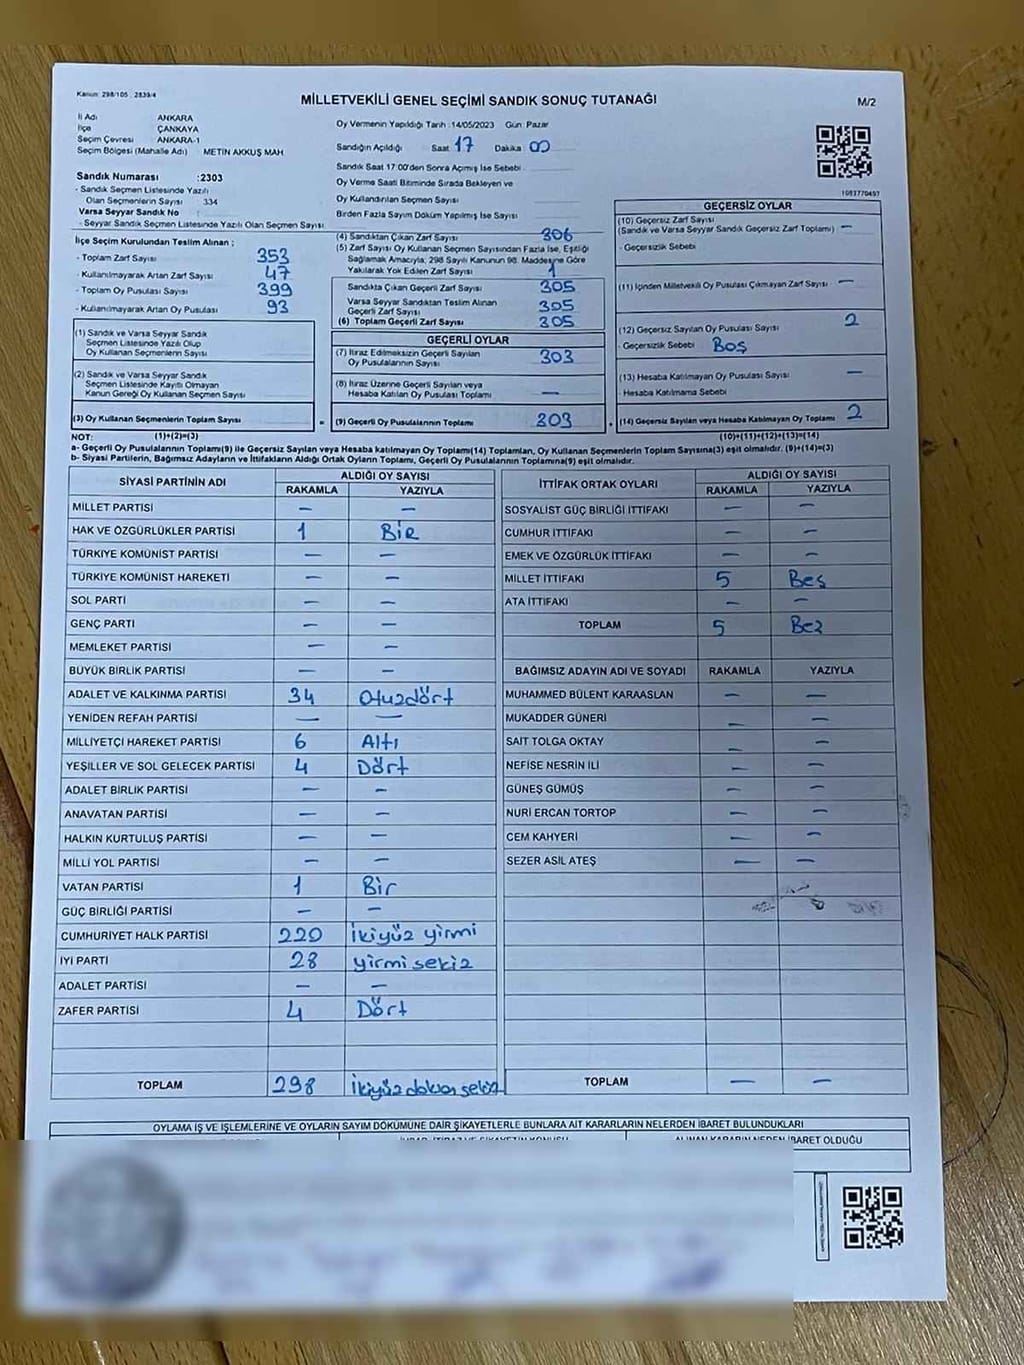 Kanun: 298/105 2839/4
MİLLETVEKİLİ GENEL SEÇİMİ SANDIK SONUÇ TUTANAĞI
M/2
İl Adı ANKARA
İlçe ÇANKAYA
Seçim Çevresi ANKARA-1
Seçim Bölgesi (Mahalle Adı) METİN AKKUŞ MAH
Sandık Numarası :2303
- Sandık Seçmen Listesinde Yazılı
Olan Seçmenlerin Sayısı : 334
Varsa Seyyar Sandık No
- Seyyar Sandık Seçmen Listesinde Yazılı Olan Seçmen Sayısı
İlçe Seçim Kurulundan Teslim Alınan ;
- Toplam Zarf Sayısı 353
- Kullanılmayarak Artan Zarf Sayısı 47
- Toplam Oy Pusulası Sayısı 399
- Kullanılmayarak Artan Oy Pusulası 93
(1) Sandık ve Varsa Seyyar Sandık
Seçmen Listesinde Yazılı Olup
Oy Kullanan Seçmenlerin Sayısı
(2) Sandık ve Varsa Seyyar Sandık
Seçmen Listesinde Kayıtlı Olmayan
Kanun Gereği Oy Kullanan Seçmen Sayısı
(3) Oy Kullanan Seçmenlerin Toplam Sayısı
Oy Vermenin Yapıldığı Tarih :14/05/2023 Gün: Pazar
Sandığın Açıldığı Saat 17 Dakika 00
Sandık Saat 17:00'den Sonra Açımış İse Sebebi
Oy Verme Saati Bitiminde Sırada Bekleyen ve
Oy Kullandırılan Seçmen Sayısı
Birden Fazla Sayım Döküm Yapılmış İse Sayısı
(4) Sandıktan Çıkan Zarf Sayısı 306
(5) Zarf Sayısı Oy Kullanan Seçmen Sayısından Fazla İse, Eşitliği
Sağlamak Amacıyla; 298 Sayılı Kanunun 98. Maddesine Göre
Yakılarak Yok Edilen Zarf Sayısı 1
Sandıkta Çıkan Geçerli Zarf Sayısı 305
Varsa Seyyar Sandıktan Teslim Alınan
Geçerli Zarf Sayısı 305
(6) Toplam Geçerli Zarf Sayısı 305
GEÇERLİ OYLAR
(7) İtiraz Edilmeksizin Geçerli Sayılan
Oy Pusulalarının Sayısı 303
(8) İtiraz Üzerine Geçerli Sayılan veya
Hesaba Katılan Oy Pusulası Toplamı —
= (9) Geçerli Oy Pusulalarının Toplamı 303
1083770497
GEÇERSİZ OYLAR
(10) Geçersiz Zarf Sayısı
(Sandık ve Varsa Seyyar Sandık Geçersiz Zarf Toplamı) —
- Geçersizlik Sebebi
(11) İçinden Milletvekili Oy Pusulası Çıkmayan Zarf Sayısı —
(12) Geçersiz Sayılan Oy Pusulası Sayısı 2
- Geçersizlik Sebebi Boş
(13) Hesaba Katılmayan Oy Pusulası Sayısı —
- Hesaba Katılmama Sebebi
+ (14) Geçersiz Sayılan veya Hesaba Katılmayan Oy Toplamı 2
NOT: (1)+(2)=(3) (10)+(11)+(12)+(13)=(14)
a- Geçerli Oy Pusulalarının Toplamı(9) ile Geçersiz Sayılan veya Hesaba katılmayan Oy Toplamı(14) Toplamları, Oy Kullanan Seçmenlerin Toplam Sayısına(3) eşit olmalıdır. (9)+(14)=(3)
b- Siyasi Partilerin, Bağımsız Adayların ve İttifakların Aldığı Ortak Oyların Toplamı, Geçerli Oy Pusulalarının Toplamına(9) eşit olmalıdır.
SİYASİ PARTİNİN ADI ALDIĞI OY SAYISI
RAKAMLA YAZIYLA
MİLLET PARTİSİ — —
HAK VE ÖZGÜRLÜKLER PARTİSİ 1 Bir
TÜRKİYE KOMÜNİST PARTİSİ — —
TÜRKİYE KOMÜNİST HAREKETİ — —
SOL PARTİ — —
GENÇ PARTİ — —
MEMLEKET PARTİSİ — —
BÜYÜK BİRLİK PARTİSİ — —
ADALET VE KALKINMA PARTİSİ 34 Otuzdört
YENİDEN REFAH PARTİSİ — —
MİLLİYETÇİ HAREKET PARTİSİ 6 Altı
YEŞİLLER VE SOL GELECEK PARTİSİ 4 Dört
ADALET BİRLİK PARTİSİ — —
ANAVATAN PARTİSİ — —
HALKIN KURTULUŞ PARTİSİ — —
MİLLİ YOL PARTİSİ — —
VATAN PARTİSİ 1 Bir
GÜÇ BİRLİĞİ PARTİSİ — —
CUMHURİYET HALK PARTİSİ 220 İkiyüz yirmi
İYİ PARTİ 28 yirmi sekiz
ADALET PARTİSİ — —
ZAFER PARTİSİ 4 Dört
TOPLAM 298 İkiyüz doksan sekiz
İTTİFAK ORTAK OYLARI ALDIĞI OY SAYISI
RAKAMLA YAZIYLA
SOSYALİST GÜÇ BİRLİĞİ İTTİFAKI — —
CUMHUR İTTİFAKI — —
EMEK VE ÖZGÜRLÜK İTTİFAKI — —
MİLLET İTTİFAKI 5 Beş
ATA İTTİFAKI — —
TOPLAM 5 Beş
BAĞIMSIZ ADAYIN ADI VE SOYADI RAKAMLA YAZIYLA
MUHAMMED BÜLENT KARAASLAN — —
MUKADDER GÜNERİ — —
SAİT TOLGA OKTAY — —
NEFİSE NESRİN İLİ — —
GÜNEŞ GÜMÜŞ — —
NURİ ERCAN TORTOP — —
CEM KAHYERİ — —
SEZER ASİL ATEŞ — —
TOPLAM — —
OYLAMA İŞ VE İŞLEMLERİNE VE OYLARIN SAYIM DÖKÜMÜNE DAİR ŞİKAYETLERLE BUNLARA AİT KARARLARIN NELERDEN İBARET BULUNDUKLARI
ALINAN KARARIN NEDEN İBARET OLDUĞU